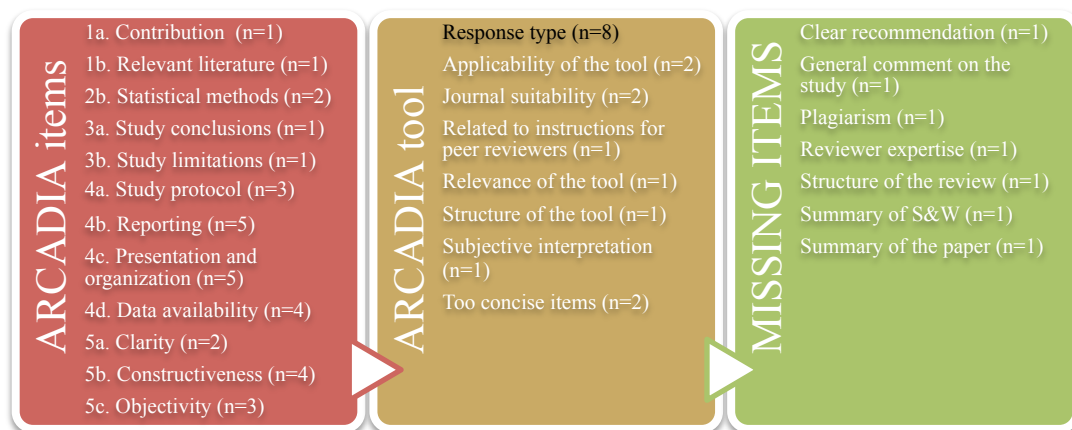 ARCADIA items
1a. Contribution (n=1)
1b. Relevant literature (n=1)
2b. Statistical methods (n=2)
3a. Study conclusions (n=1)
3b. Study limitations (n=1)
4a. Study protocol (n=3)
4b. Reporting (n=5)
4c. Presentation and
organization (n=5)
4d. Data availability (n=4)
5a. Clarity (n=2)
5b. Constructiveness (n=4)
5c. Objectivity (n=3)
ARCADIA tool
Response type (n=8)
Applicability of the tool (n=2)
Journal suitability (n=2)
Related to instructions for
peer reviewers (n=1)
Relevance of the tool (n=1)
Structure of the tool (n=1)
Subjective interpretation
(n=1)
Too concise items (n=2)
MISSING ITEMS
Clear recommendation (n=1)
General comment on the
study (n=1)
Plagiarism (n=1)
Reviewer expertise (n=1)
Structure of the review (n=1)
Summary of S&W (n=1)
Summary of the paper (n=1)